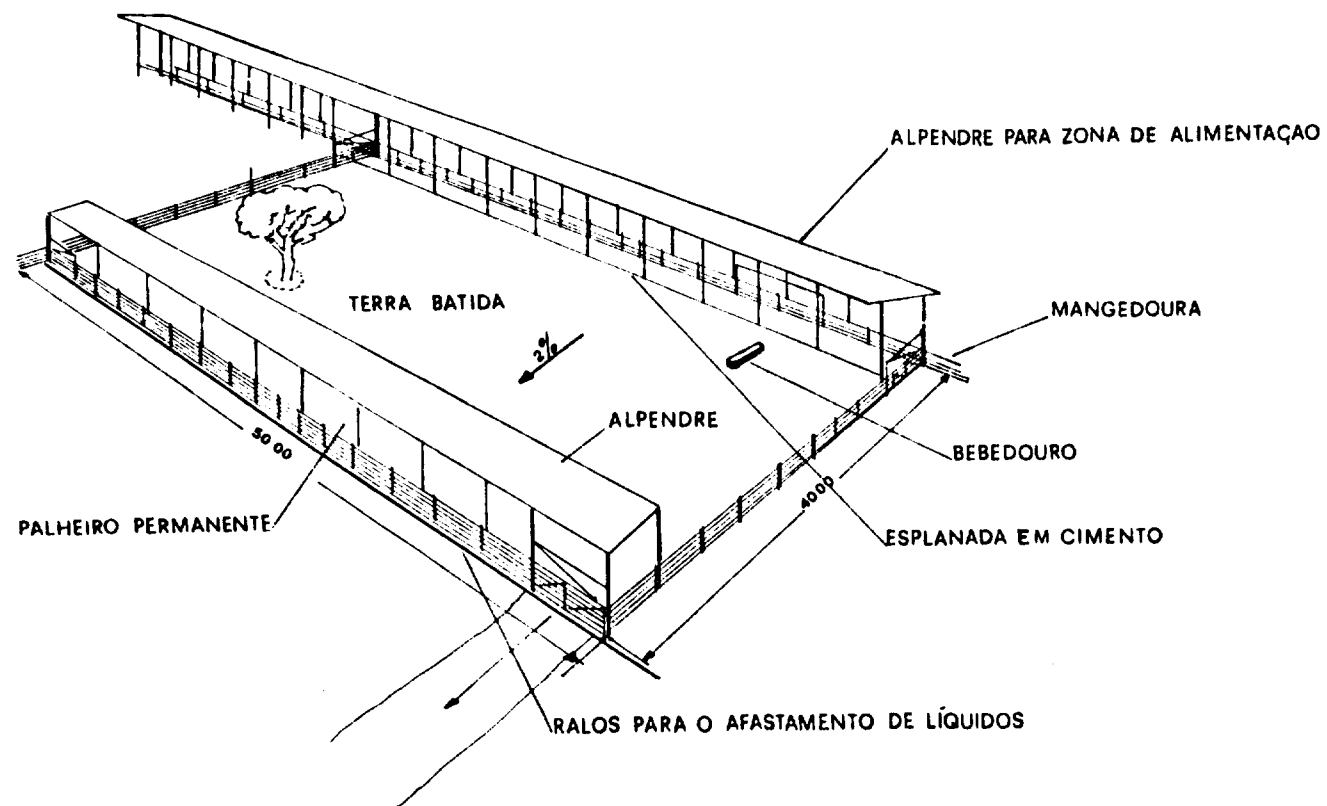 ALPENDRE PARA ZONA DE ALIMENTAÇAO
MANGEDOURA
TERRA BATIDA
2%
ALPENDRE
BEBEDOURO
50 00
40 00
PALHEIRO PERMANENTE
ESPLANADA EM CIMENTO
RALOS PARA O AFASTAMENTO DE LÍQUIDOS